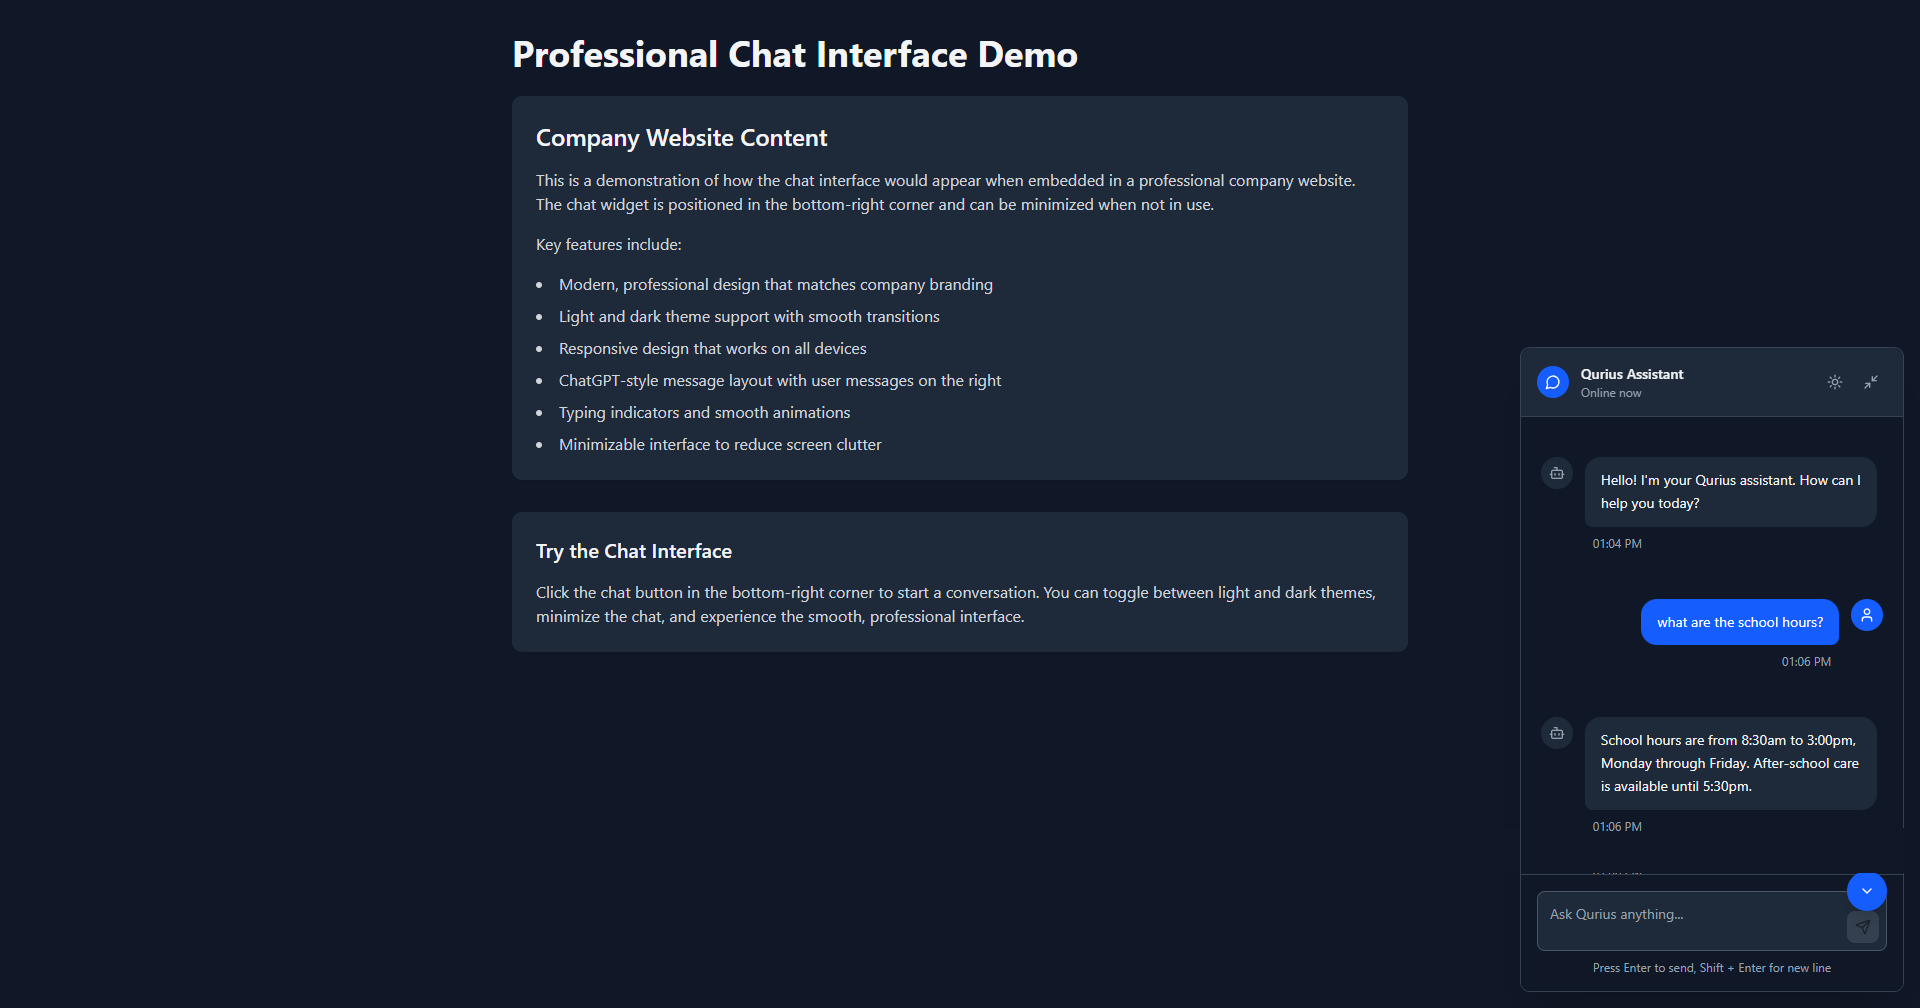 Professional Chat Interface Demo
Company Website Content
This is a demonstration of how the chat interface would appear when embedded in a professional company website.
The chat widget is positioned in the bottom-right corner and can be minimized when not in use.
Key features include:
Modern, professional design that matches company branding
Light and dark theme support with smooth transitions
Responsive design that works on all devices
ChatGPT-style message layout with user messages on the right
Typing indicators and smooth animations
Minimizable interface to reduce screen clutter
Try the Chat Interface
Click the chat button in the bottom-right corner to start a conversation. You can toggle between light and dark themes,
minimize the chat, and experience the smooth, professional interface.
Qurius Assistant
Online now
Hello! I'm your Qurius assistant. How can I
help you today?
01:04 PM
what are the school hours?
01:06 PM
School hours are from 8:30am to 3:00pm,
Monday through Friday. After-school care
is available until 5:30pm.
01:06 PM
Ask Qurius anything...
Press Enter to send, Shift + Enter for new line